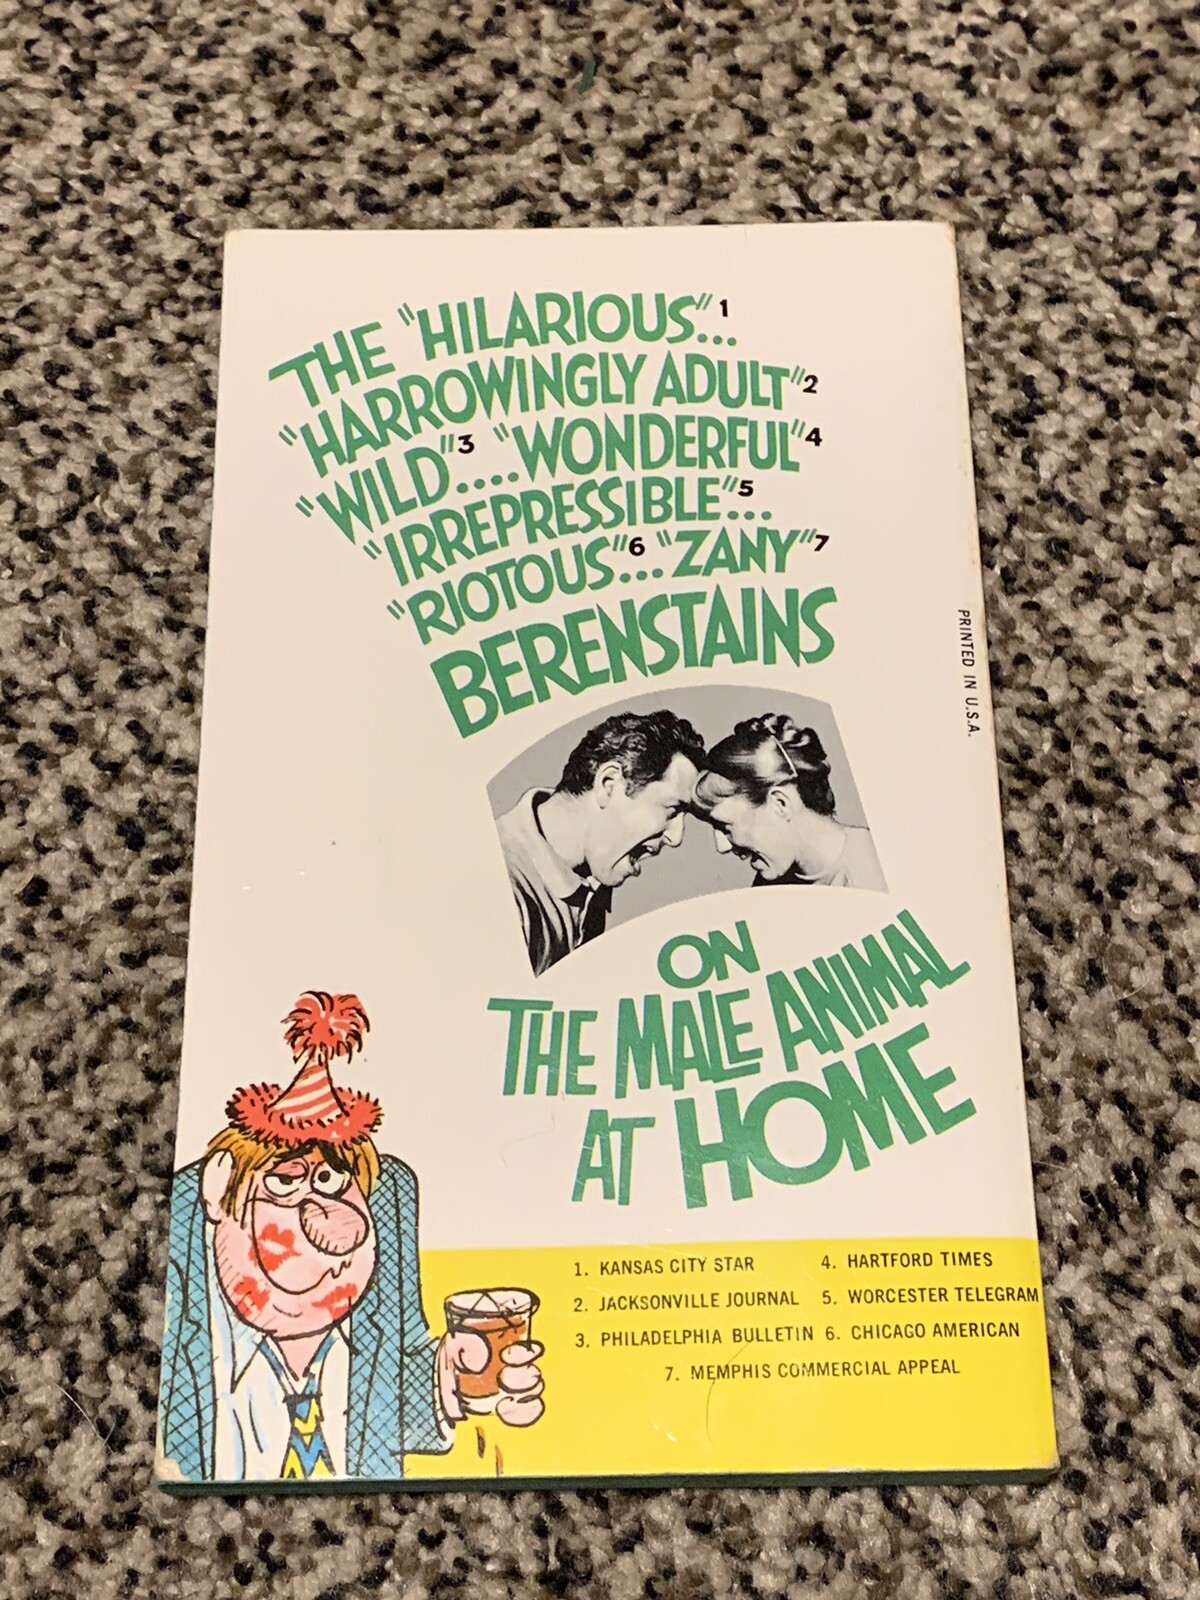 THE "HILARIOUS"1...
"HARROWINGLY ADULT"2
"WILD"3...."WONDERFUL"4
"IRREPRESSIBLE"5...
"RIOTOUS"6..."ZANY"7
BERENSTAINS
PRINTED IN U.S.A.
ON
THE MALE ANIMAL
AT HOME
1. KANSAS CITY STAR 4. HARTFORD TIMES
2. JACKSONVILLE JOURNAL 5. WORCESTER TELEGRAM
3. PHILADELPHIA BULLETIN 6. CHICAGO AMERICAN
7. MEMPHIS COMMERCIAL APPEAL